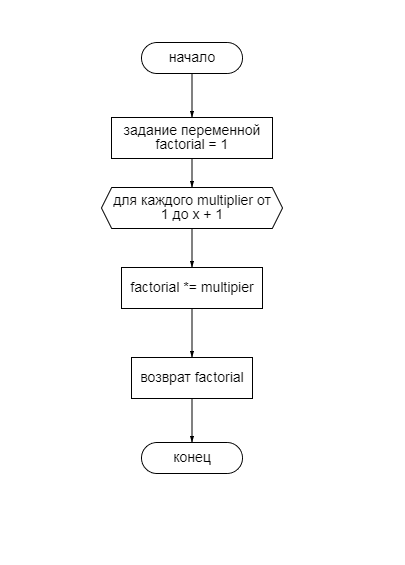 начало
задание переменной
factorial = 1
для каждого multiplier от
1 до x + 1
factorial *= multipier
возврат factorial
конец